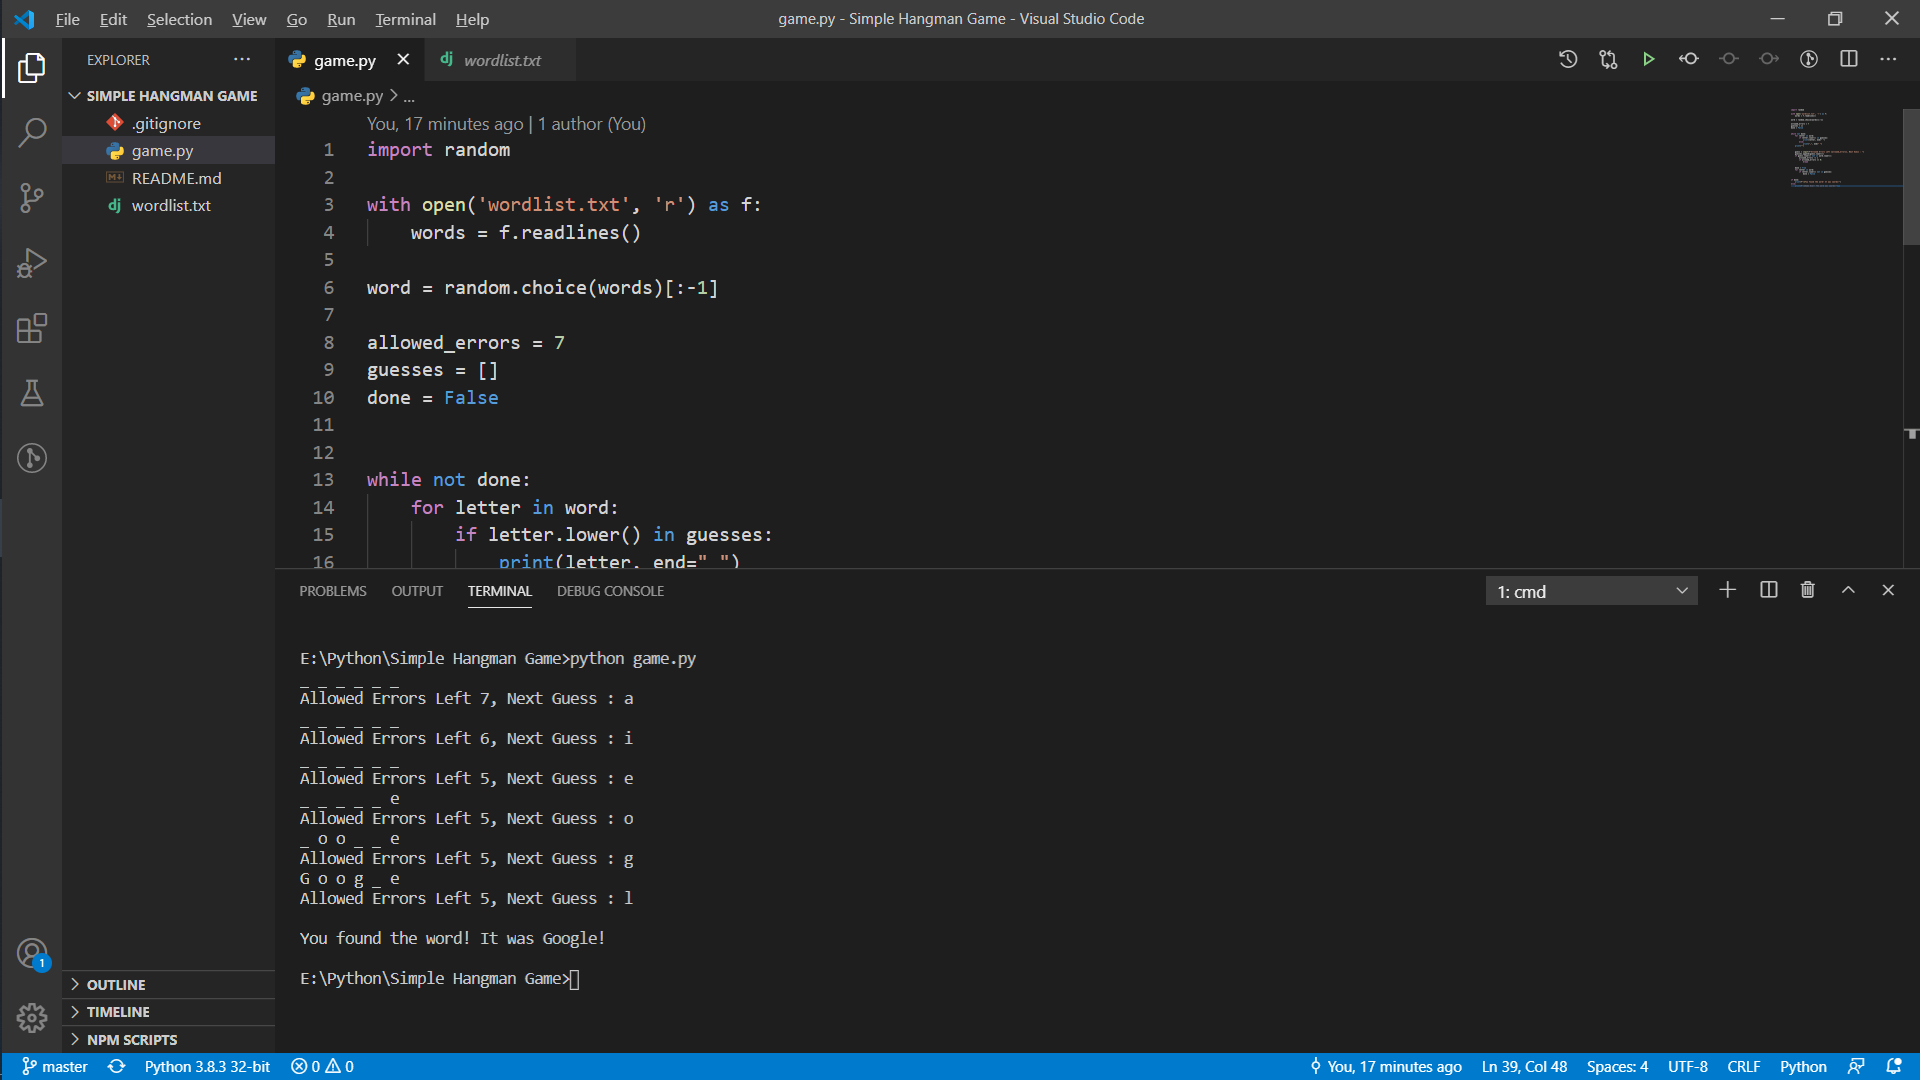 File Edit Selection View Go Run Terminal Help
game.py - Simple Hangman Game - Visual Studio Code
EXPLORER
SIMPLE HANGMAN GAME
.gitignore
game.py
README.md
wordlist.txt
OUTLINE
TIMELINE
NPM SCRIPTS
1
game.py
dj wordlist.txt
game.py > ...
You, 17 minutes ago | 1 author (You)
1 import random
2
3 with open('wordlist.txt', 'r') as f:
4     words = f.readlines()
5
6 word = random.choice(words)[:-1]
7
8 allowed_errors = 7
9 guesses = []
10 done = False
11
12
13 while not done:
14     for letter in word:
15         if letter.lower() in guesses:
16             print(letter, end=" ")
PROBLEMS OUTPUT TERMINAL DEBUG CONSOLE
1: cmd
E:\Python\Simple Hangman Game>python game.py
_ _ _ _ _ _
Allowed Errors Left 7, Next Guess : a
_ _ _ _ _ _
Allowed Errors Left 6, Next Guess : i
_ _ _ _ _ _
Allowed Errors Left 5, Next Guess : e
_ _ _ _ _ e
Allowed Errors Left 5, Next Guess : o
_ o o _ _ e
Allowed Errors Left 5, Next Guess : g
G o o g _ e
Allowed Errors Left 5, Next Guess : l
You found the word! It was Google!
E:\Python\Simple Hangman Game>
master Python 3.8.3 32-bit 0 0 You, 17 minutes ago Ln 39, Col 48 Spaces: 4 UTF-8 CRLF Python